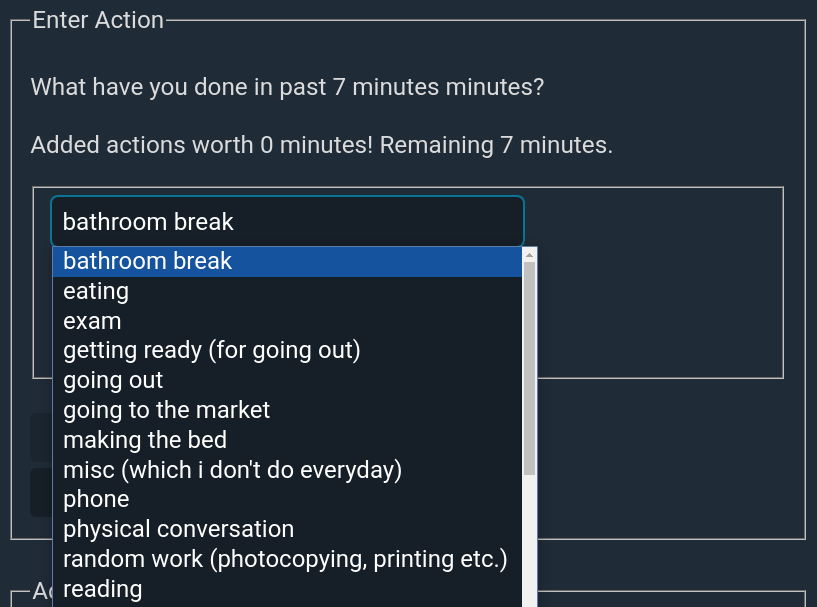 Enter Action
What have you done in past 7 minutes minutes?
Added actions worth 0 minutes! Remaining 7 minutes.
bathroom break
bathroom break
eating
exam
getting ready (for going out)
going out
going to the market
making the bed
misc (which i don't do everyday)
phone
physical conversation
random work (photocopying, printing etc.)
reading